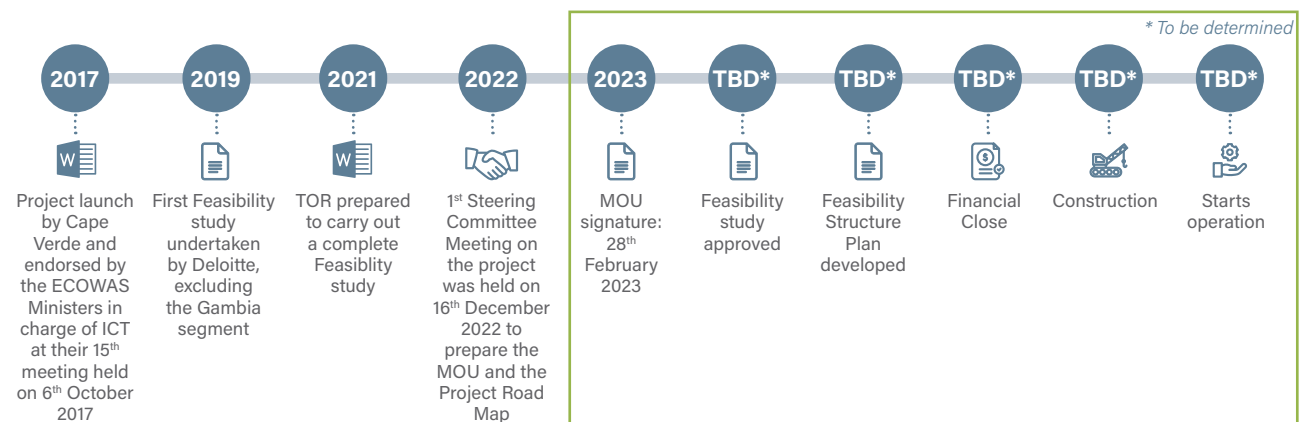 * To be determined
2017
2019
2021
2022
2023
TBD*
TBD*
TBD*
TBD*
TBD*
W
W
Project launch
by Cape
Verde and
endorsed by
the ECOWAS
Ministers in
charge of ICT
at their 15th
meeting held
on 6th October
2017
First Feasibility
study
undertaken
by Deloitte,
excluding
the Gambia
segment
TOR prepared
to carry out
a complete
Feasiblity
study
1st Steering
Committee
Meeting on
the project
was held on
16th December
2022 to
prepare the
MOU and the
Project Road
Map
MOU
signature:
28th
February
2023
Feasibility
study
approved
Feasibility
Structure
Plan
developed
$
Financial
Close
Construction
Starts
operation